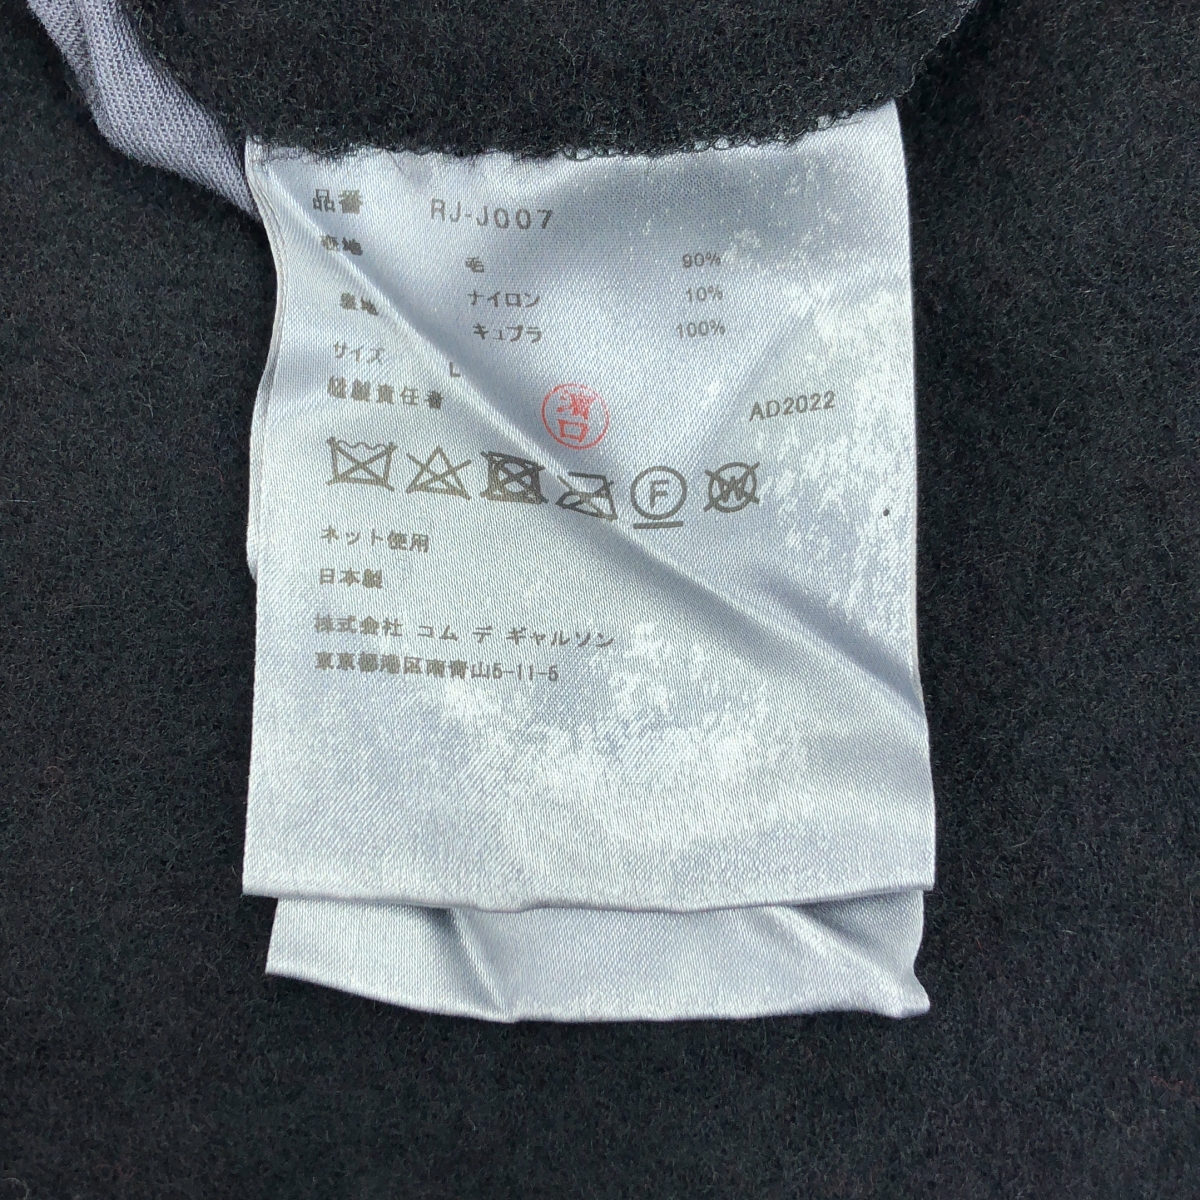 品番 RJ-J007
表地 毛 90%
ナイロン 10%
裏地 キュプラ 100%
サイズ L
縫製責任者 濱口 AD2022
F W
ネット使用
日本製
株式会社 コム デ ギャルソン
東京都港区南青山5-11-5